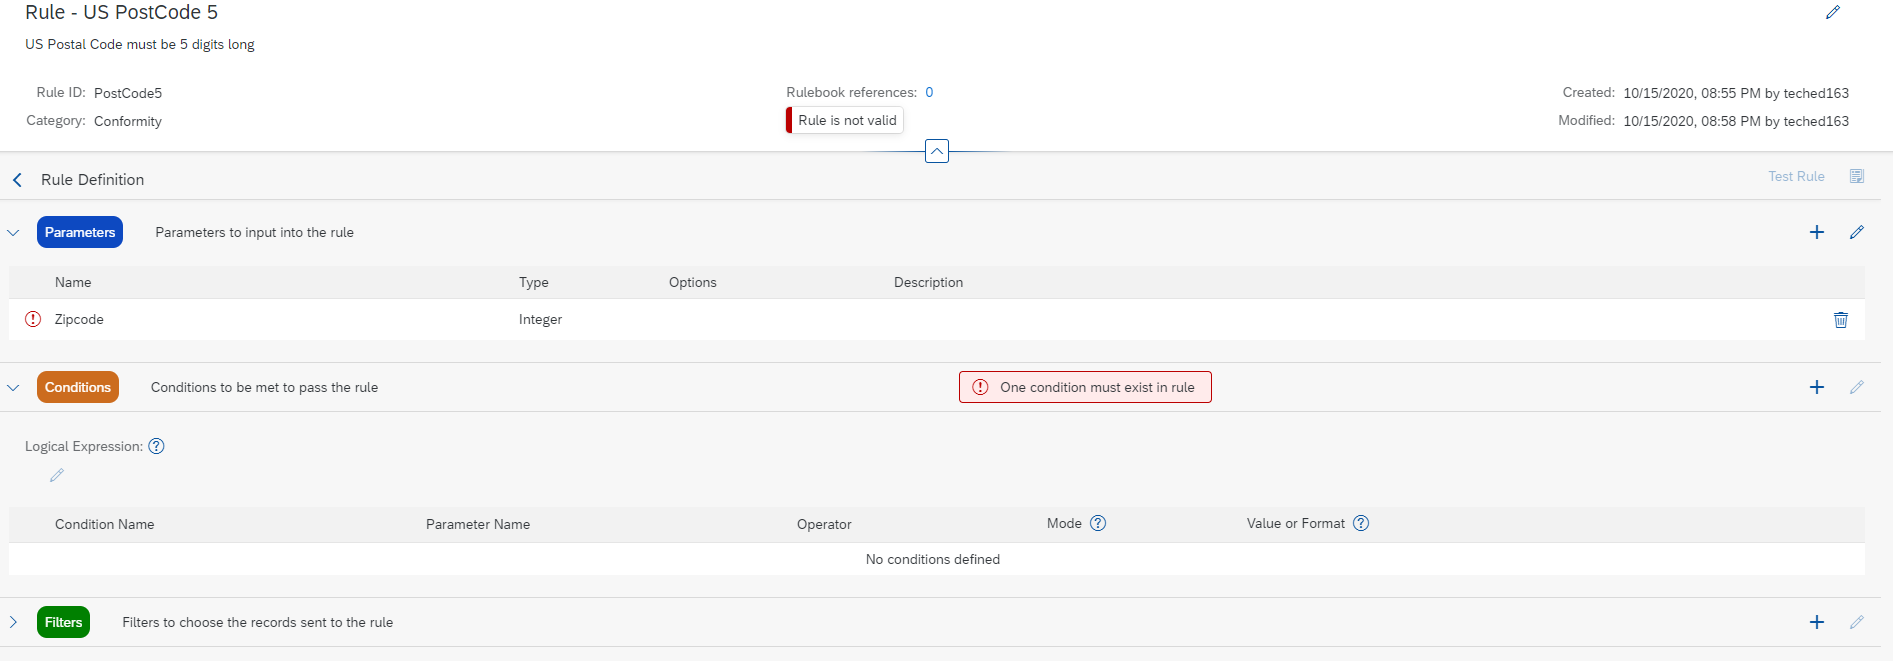 Rule - US PostCode 5
US Postal Code must be 5 digits long
Rule ID: PostCode5
Category: Conformity
Rulebook references: 0
Rule is not valid
Created: 10/15/2020, 08:55 PM by teched163
Modified: 10/15/2020, 08:58 PM by teched163
Rule Definition
Test Rule
Parameters Parameters to input into the rule
Name Type Options Description
Zipcode Integer
Conditions Conditions to be met to pass the rule One condition must exist in rule
Logical Expression:
Condition Name Parameter Name Operator Mode Value or Format
No conditions defined
Filters Filters to choose the records sent to the rule